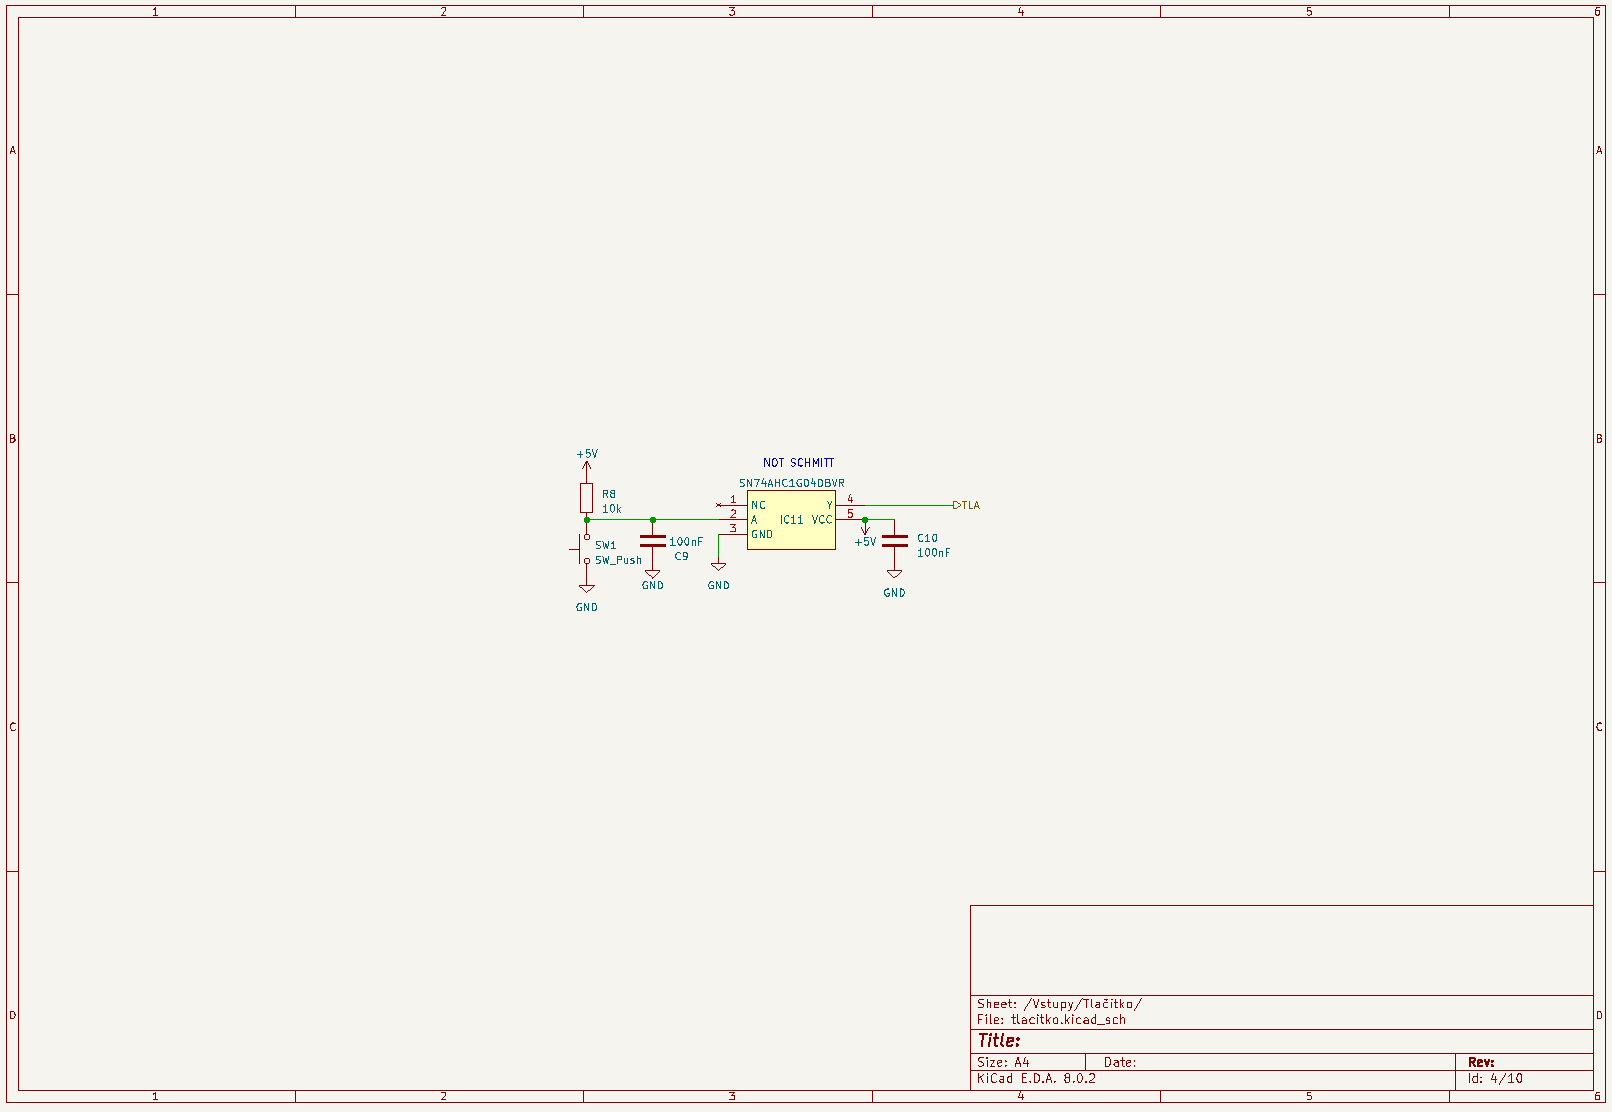 1 2 3 4 5 6
A A
B B
+5V
NOT SCHMITT
SN74AHC1G04DBVR
R8
10k
1 NC Y 4
TLA
2 A IC11 VCC 5
3 GND
+5V
C10
100nF
100nF
C9
SW1
SW_Push
GND
GND
GND
GND
C C
D D
Sheet: /Vstupy/Tlačítko/
File: tlacitko.kicad_sch
Title:
Size: A4 Date: Rev:
KiCad E.D.A. 8.0.2 Id: 4/10
1 2 3 4 5 6